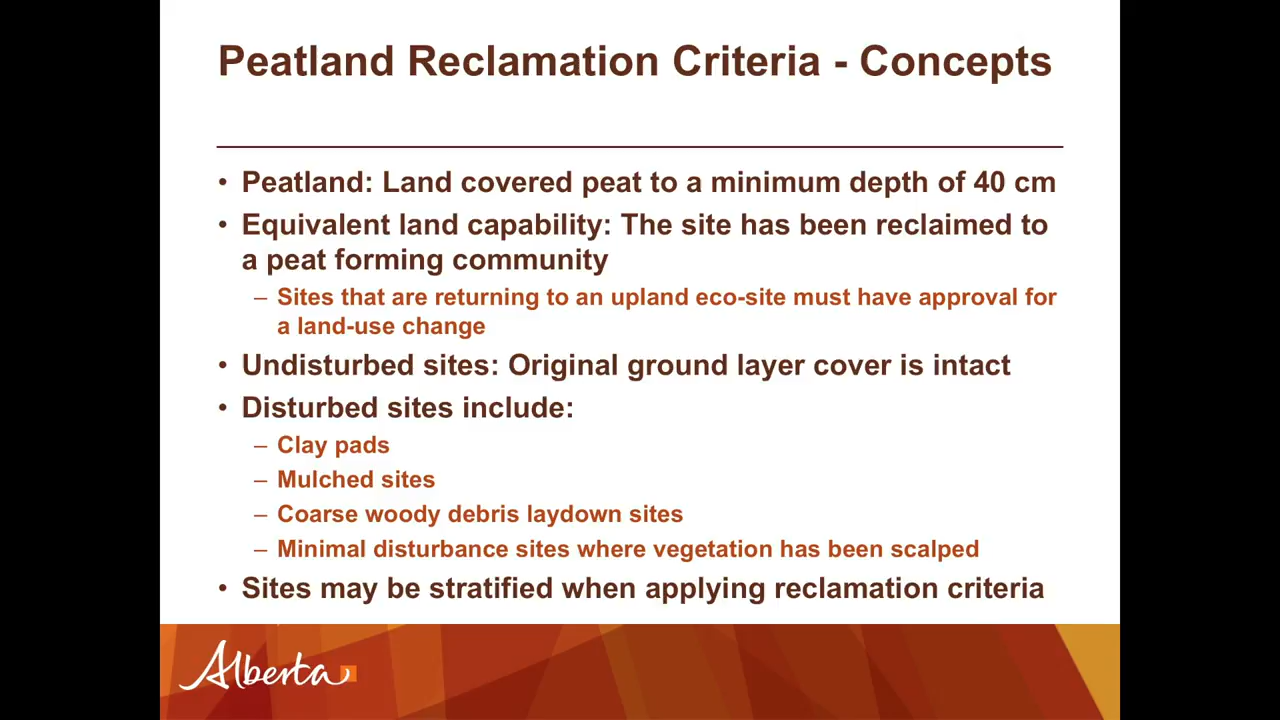 Peatland Reclamation Criteria - Concepts
• Peatland: Land covered peat to a minimum depth of 40 cm
• Equivalent land capability: The site has been reclaimed to
a peat forming community
– Sites that are returning to an upland eco-site must have approval for
a land-use change
• Undisturbed sites: Original ground layer cover is intact
• Disturbed sites include:
– Clay pads
– Mulched sites
– Coarse woody debris laydown sites
– Minimal disturbance sites where vegetation has been scalped
• Sites may be stratified when applying reclamation criteria
Alberta